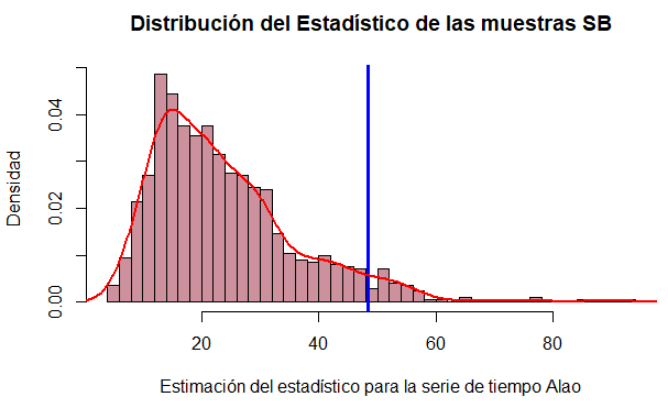 Distribución del Estadístico de las muestras SB
Densidad
0.04
0.02
0.00
20 40 60 80
Estimación del estadístico para la serie de tiempo Alao